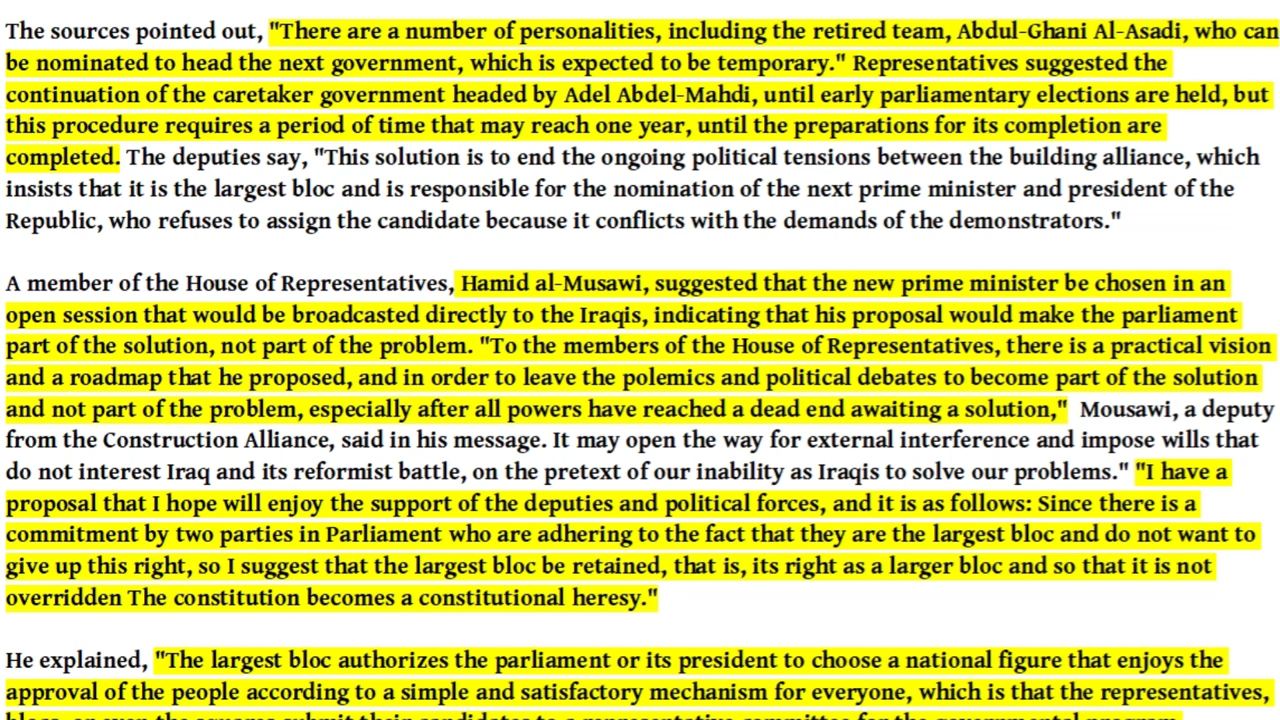 The sources pointed out, "There are a number of personalities, including the retired team, Abdul-Ghani Al-Asadi, who can
be nominated to head the next government, which is expected to be temporary." Representatives suggested the
continuation of the caretaker government headed by Adel Abdel-Mahdi, until early parliamentary elections are held, but
this procedure requires a period of time that may reach one year, until the preparations for its completion are
completed. The deputies say, "This solution is to end the ongoing political tensions between the building alliance, which
insists that it is the largest bloc and is responsible for the nomination of the next prime minister and president of the
Republic, who refuses to assign the candidate because it conflicts with the demands of the demonstrators."
A member of the House of Representatives, Hamid al-Musawi, suggested that the new prime minister be chosen in an
open session that would be broadcasted directly to the Iraqis, indicating that his proposal would make the parliament
part of the solution, not part of the problem. "To the members of the House of Representatives, there is a practical vision
and a roadmap that he proposed, and in order to leave the polemics and political debates to become part of the solution
and not part of the problem, especially after all powers have reached a dead end awaiting a solution," Mousawi, a deputy
from the Construction Alliance, said in his message. It may open the way for external interference and impose wills that
do not interest Iraq and its reformist battle, on the pretext of our inability as Iraqis to solve our problems." "I have a
proposal that I hope will enjoy the support of the deputies and political forces, and it is as follows: Since there is a
commitment by two parties in Parliament who are adhering to the fact that they are the largest bloc and do not want to
give up this right, so I suggest that the largest bloc be retained, that is, its right as a larger bloc and so that it is not
overridden The constitution becomes a constitutional heresy."
He explained, "The largest bloc authorizes the parliament or its president to choose a national figure that enjoys the
approval of the people according to a simple and satisfactory mechanism for everyone, which is that the representatives,
blocs, or even the squares submit their candidates to a representative committee for the governmental program